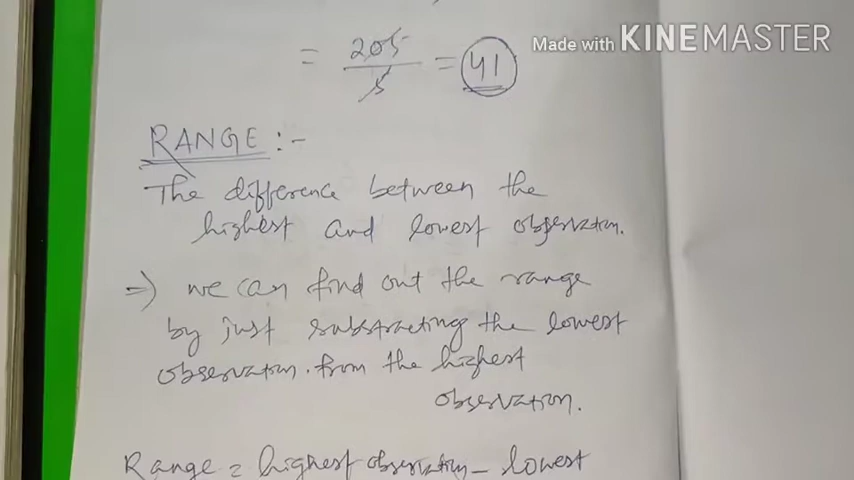 Made with KINEMASTER
= 205/5 = 41
RANGE :-
The difference between the
highest and lowest observation.
=) we can find out the range
by just substracting the lowest
observation. from the highest
observation.
Range = highest observation - lowest